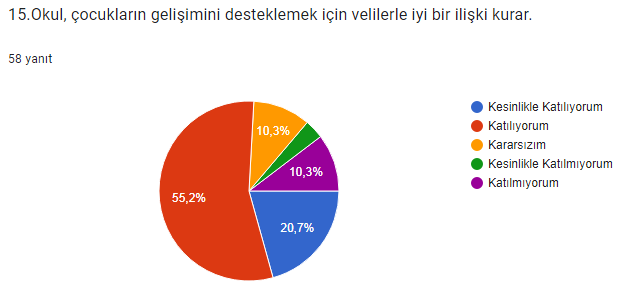 15.Okul, çocukların gelişimini desteklemek için velilerle iyi bir ilişki kurar.
58 yanıt
Kesinlikle Katılıyorum
Katılıyorum
Kararsızım
Kesinlikle Katılmıyorum
Katılmıyorum
10,3%
10,3%
55,2%
20,7%